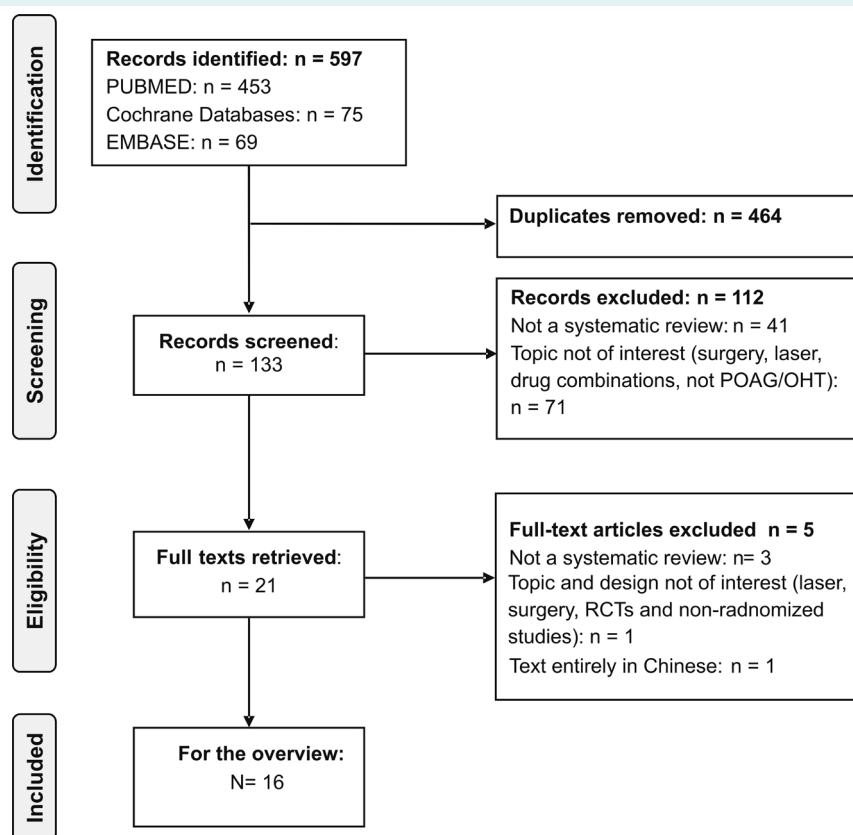 Identification
Records identified: n = 597
PUBMED: n = 453
Cochrane Databases: n = 75
EMBASE: n = 69
Duplicates removed: n = 464
Screening
Records screened:
n = 133
Records excluded: n = 112
Not a systematic review: n = 41
Topic not of interest (surgery, laser,
drug combinations, not POAG/OHT):
n = 71
Eligibility
Full texts retrieved:
n = 21
Full-text articles excluded n = 5
Not a systematic review: n= 3
Topic and design not of interest (laser,
surgery, RCTs and non-radnomized
studies): n = 1
Text entirely in Chinese: n = 1
Included
For the overview:
N= 16